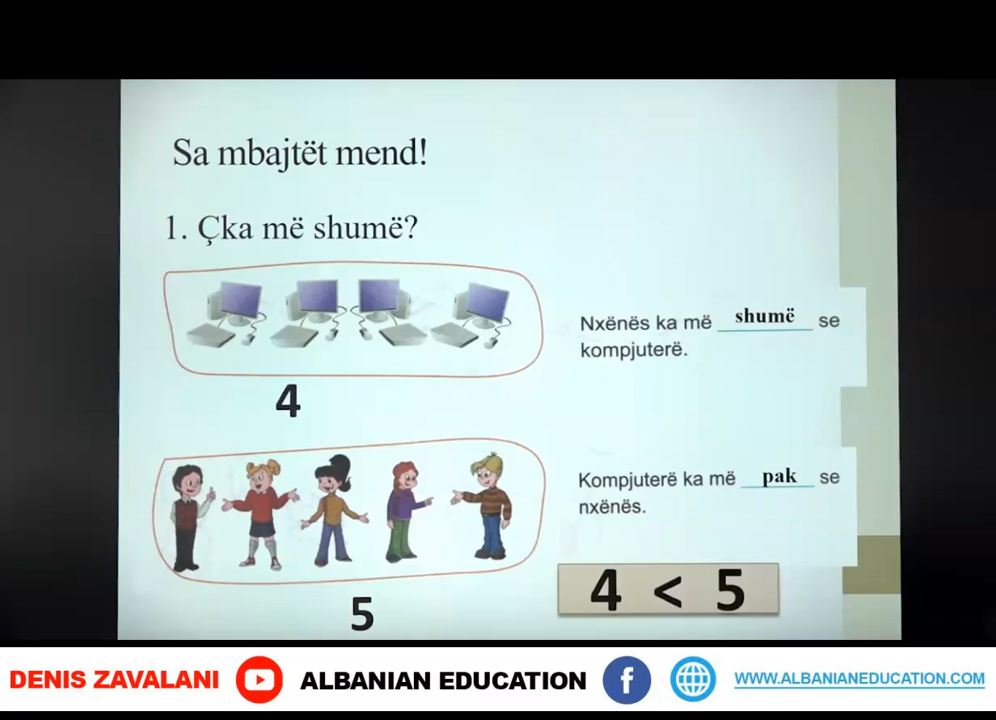 Sa mbajtët mend!
1. Çka më shumë?
4
Nxënës ka më shumë se
kompjuterë.
5
Kompjuterë ka më pak se
nxënës.
4 < 5
DENIS ZAVALANI ALBANIAN EDUCATION WWW.ALBANIANEDUCATION.COM